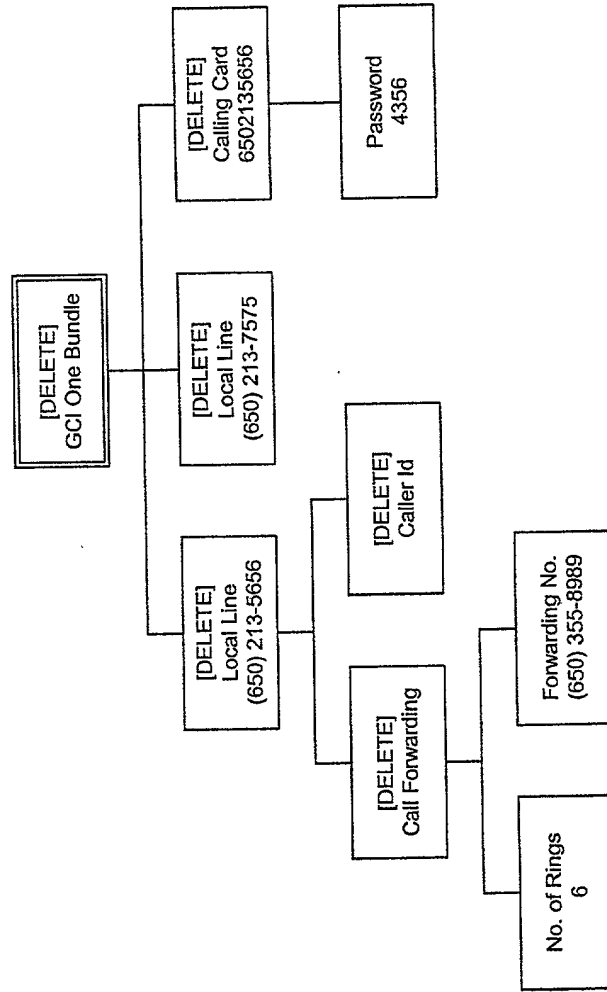 [DELETE]
GCI One Bundle
[DELETE]
Local Line
(650) 213-5656
[DELETE]
Local Line
(650) 213-7575
[DELETE]
Calling Card
6502135656
[DELETE]
Call Forwarding
[DELETE]
Caller Id
Password
4356
No. of Rings
6
Forwarding No.
(650) 355-8989